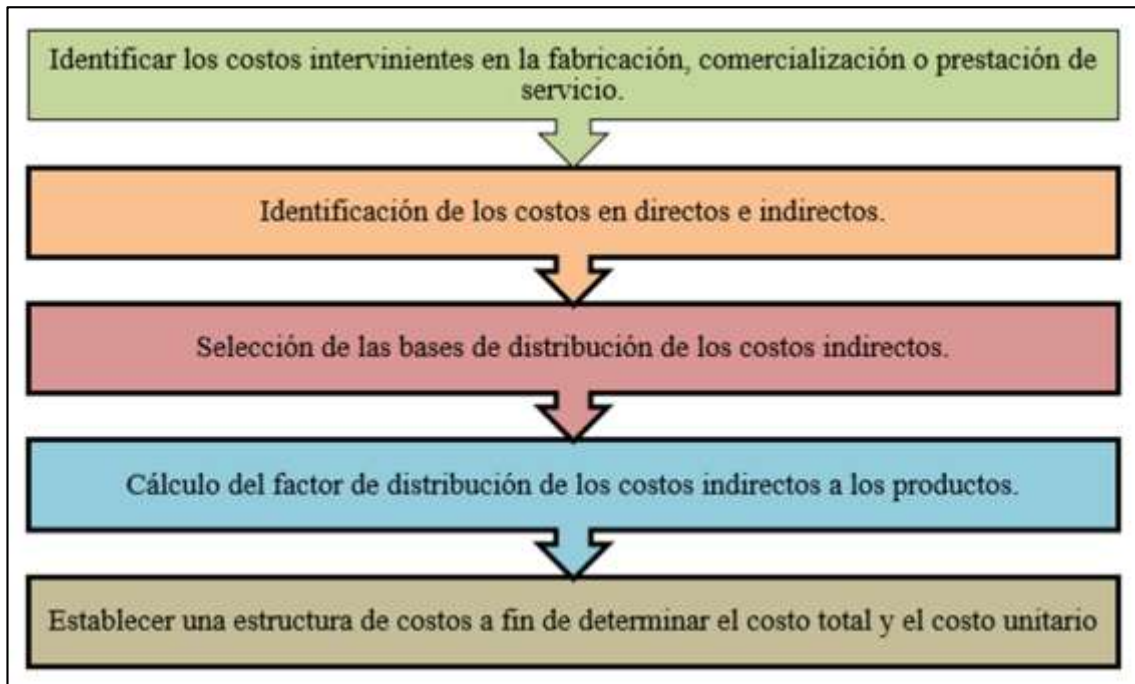 Identificar los costos intervinientes en la fabricación, comercialización o prestación de
servicio.
Identificación de los costos en directos e indirectos.
Selección de las bases de distribución de los costos indirectos.
Cálculo del factor de distribución de los costos indirectos a los productos.
Establecer una estructura de costos a fin de determinar el costo total y el costo unitario